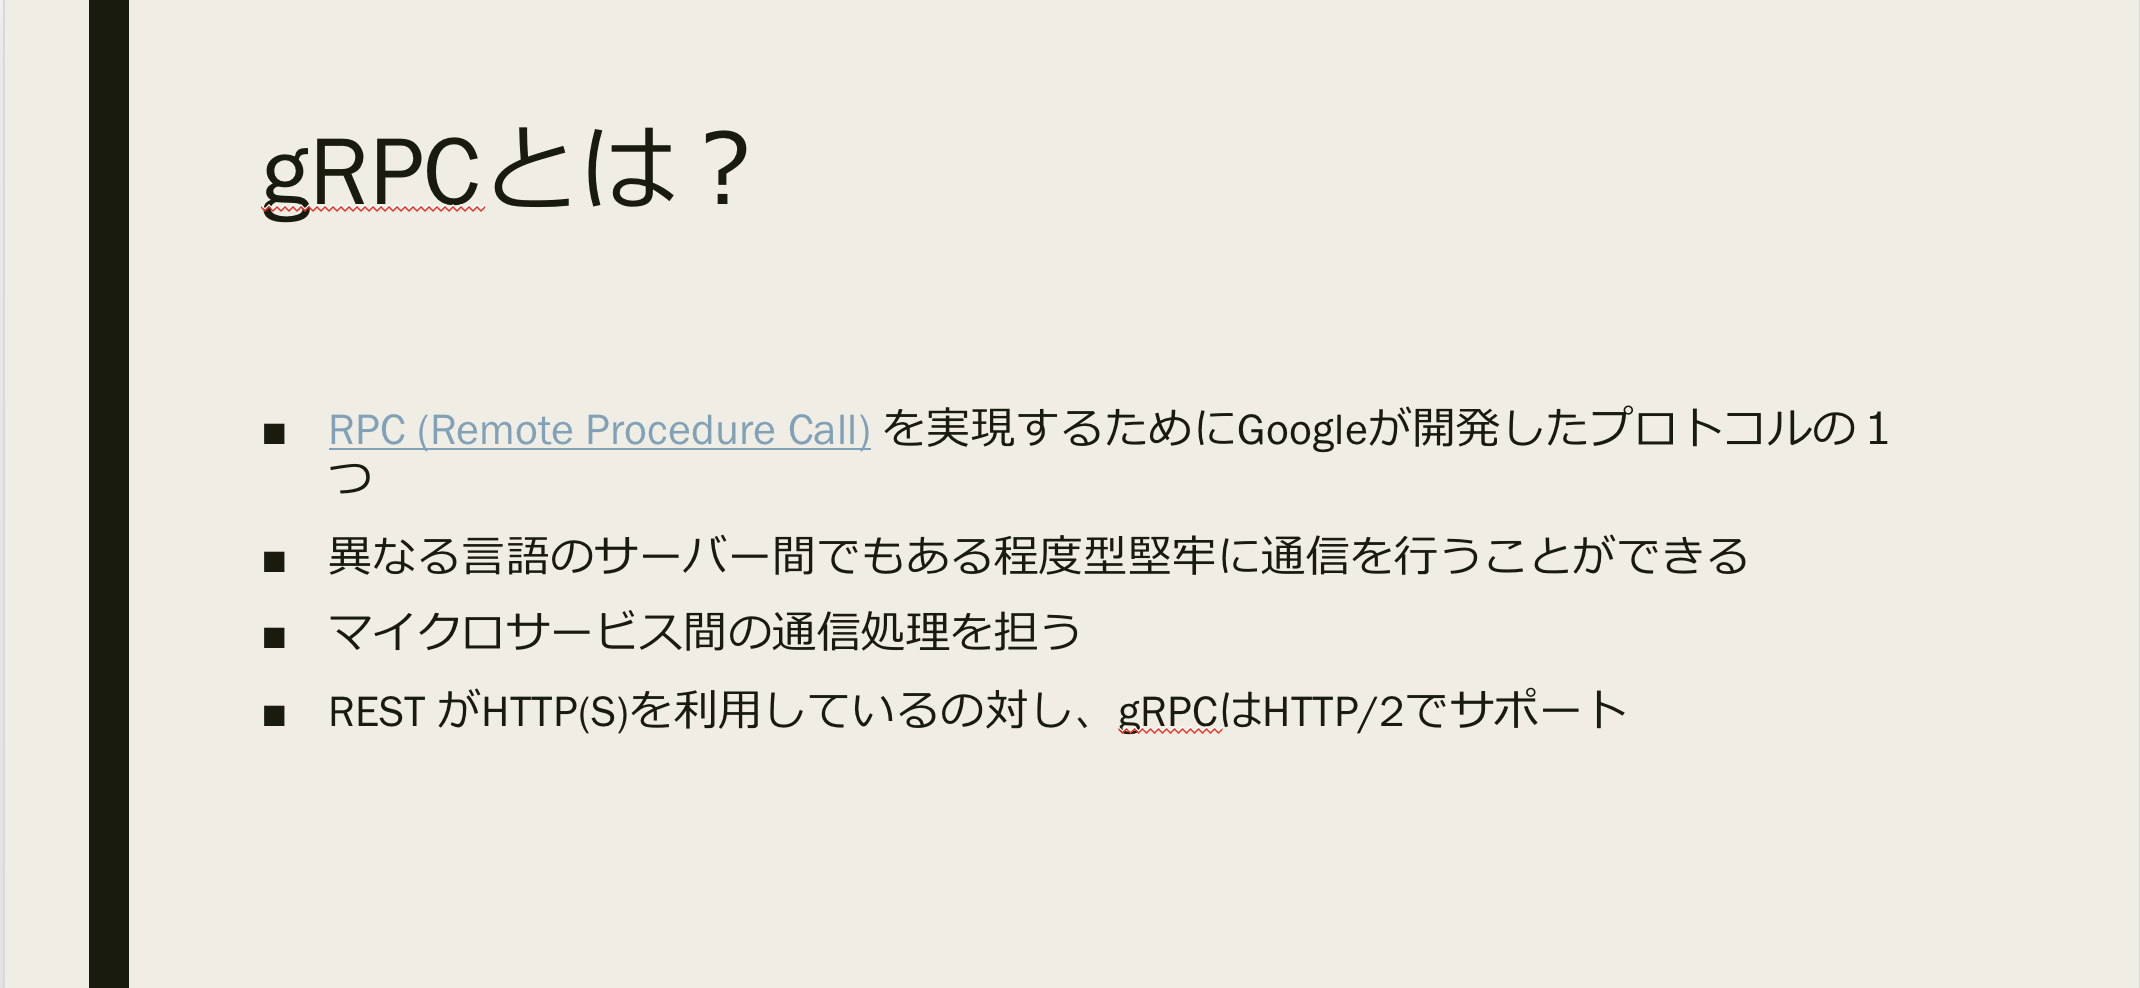 gRPCとは？
■ RPC (Remote Procedure Call) を実現するためにGoogleが開発したプロトコルの１
つ
■ 異なる言語のサーバー間でもある程度型堅牢に通信を行うことができる
■ マイクロサービス間の通信処理を担う
■ REST がHTTP(S)を利用しているの対し、gRPCはHTTP/2でサポート